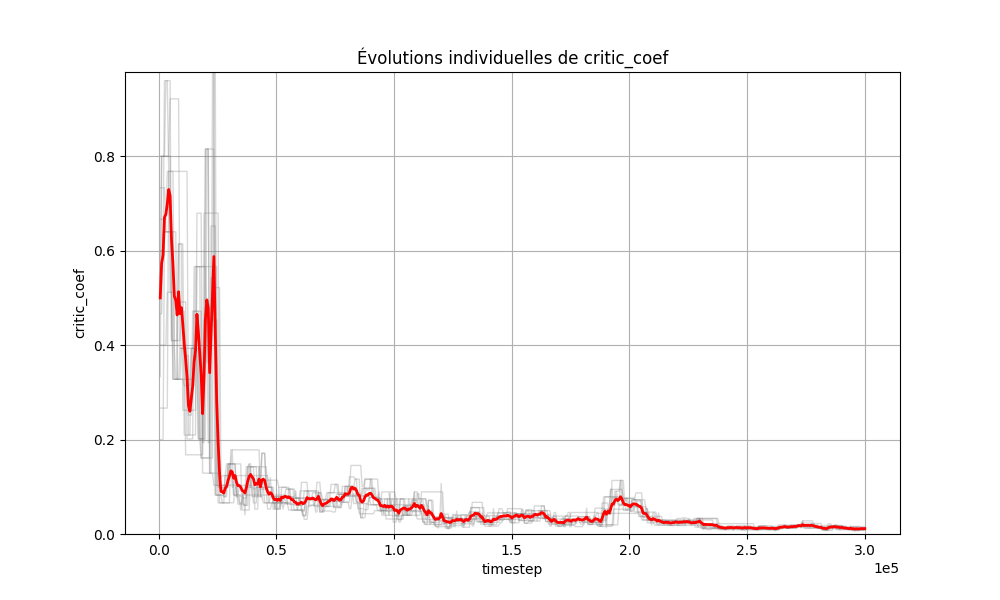 Évolutions individuelles de critic_coef
critic_coef
0.8
0.6
0.4
0.2
0.0
0.0 0.5 1.0 1.5 2.0 2.5 3.0
1e5
timestep